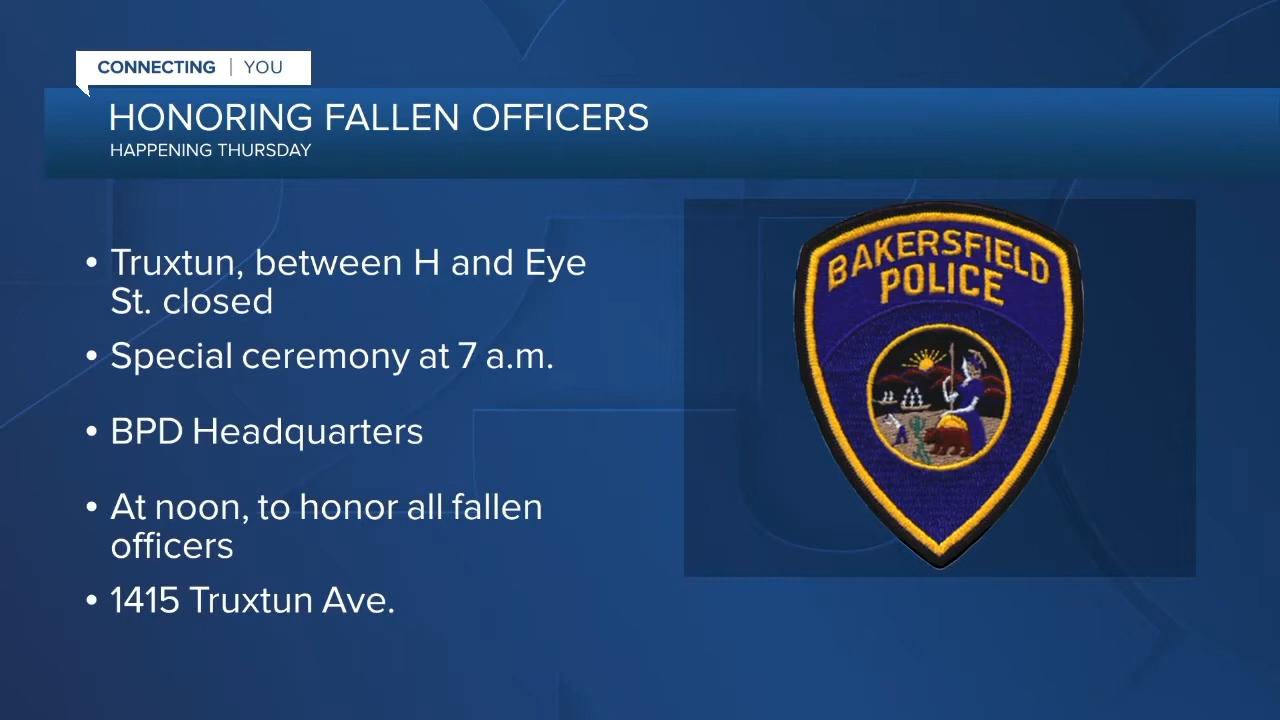 CONNECTING | YOU
HONORING FALLEN OFFICERS
HAPPENING THURSDAY
• Truxtun, between H and Eye
St. closed
• Special ceremony at 7 a.m.
• BPD Headquarters
• At noon, to honor all fallen
officers
• 1415 Truxtun Ave.
BAKERSFIELD
POLICE